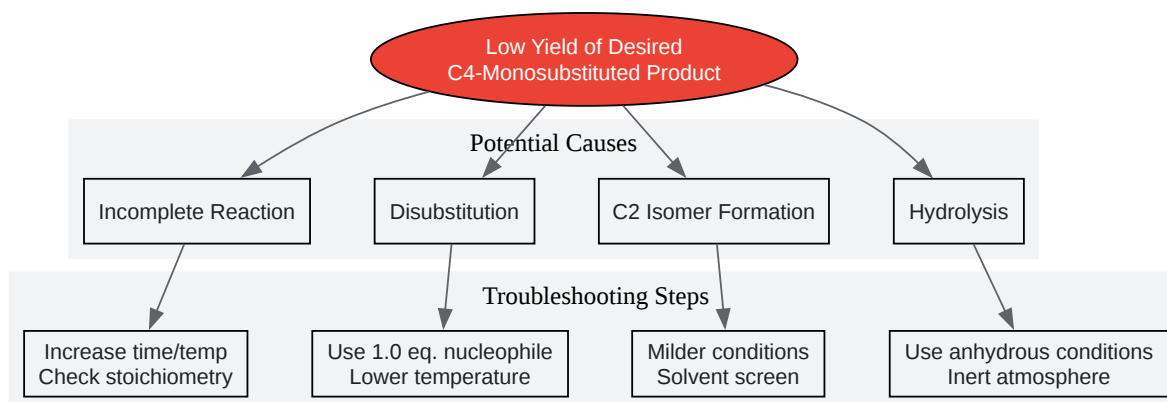 Low Yield of Desired
C4-Monosubstituted Product
Potential Causes
Incomplete Reaction
Disubstitution
C2 Isomer Formation
Hydrolysis
Troubleshooting Steps
Increase time/temp
Check stoichiometry
Use 1.0 eq. nucleophile
Lower temperature
Milder conditions
Solvent screen
Use anhydrous conditions
Inert atmosphere